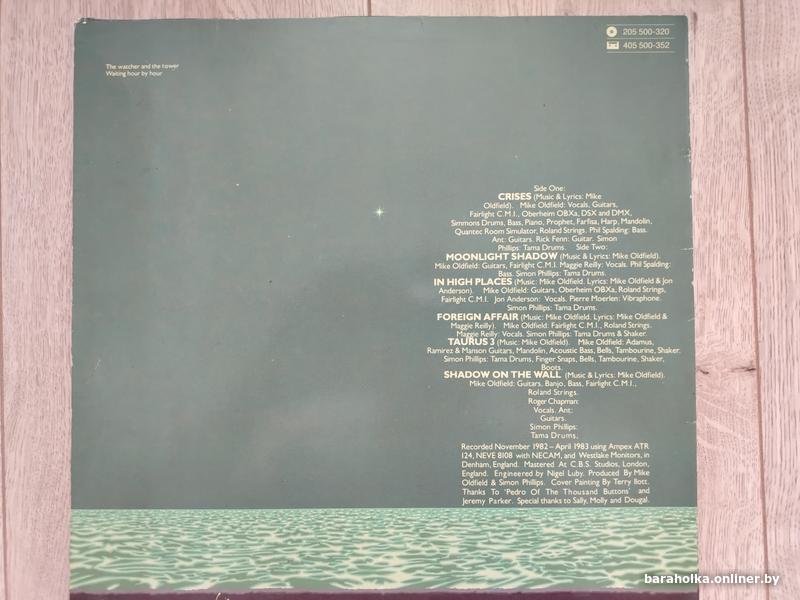 205 500-320
405 500-352
The watcher and the tower
Waiting hour by hour
Side One:
CRISES (Music & Lyrics: Mike
Oldfield). Mike Oldfield: Vocals, Guitars,
Fairlight C.M.I., Oberheim OBXa, DSX and DMX,
Simmons Drums, Bass, Piano, Prophet, Farfisa, Harp, Mandolin,
Quantec Room Simulator, Roland Strings. Phil Spalding: Bass.
Ant: Guitars. Rick Fenn: Guitar. Simon
Phillips: Tama Drums. Side Two:
MOONLIGHT SHADOW (Music & Lyrics: Mike Oldfield).
Mike Oldfield: Guitars, Fairlight C.M.I. Maggie Reilly: Vocals. Phil Spalding:
Bass. Simon Phillips: Tama Drums.
IN HIGH PLACES (Music: Mike Oldfield. Lyrics: Mike Oldfield & Jon
Anderson). Mike Oldfield: Guitars, Oberheim OBXa, Roland Strings,
Fairlight C.M.I. Jon Anderson: Vocals. Pierre Moerlen: Vibraphone.
Simon Phillips: Tama Drums.
FOREIGN AFFAIR (Music: Mike Oldfield. Lyrics: Mike Oldfield &
Maggie Reilly). Mike Oldfield: Fairlight C.M.I., Roland Strings.
Maggie Reilly: Vocals. Simon Phillips: Tama Drums & Shaker.
TAURUS 3 (Music: Mike Oldfield). Mike Oldfield: Adamus,
Ramirez & Manson Guitars, Mandolin, Acoustic Bass, Bells, Tambourine, Shaker.
Simon Phillips: Tama Drums, Finger Snaps, Bells, Tambourine, Shaker,
Boots.
SHADOW ON THE WALL (Music & Lyrics: Mike Oldfield).
Mike Oldfield: Guitars, Banjo, Bass, Fairlight C.M.I.,
Roland Strings.
Roger Chapman:
Vocals. Ant:
Guitars.
Simon Phillips:
Tama Drums.
Recorded November 1982 – April 1983 using Ampex ATR
124, NEVE 8108 with NECAM, and Westlake Monitors, in
Denham, England. Mastered At C.B.S. Studios, London,
England. Engineered by Nigel Luby. Produced By Mike
Oldfield & Simon Phillips. Cover Painting By Terry Ilott.
Thanks To 'Pedro Of The Thousand Buttons' and
Jeremy Parker. Special thanks to Sally, Molly and Dougal.
baraholka.onliner.by